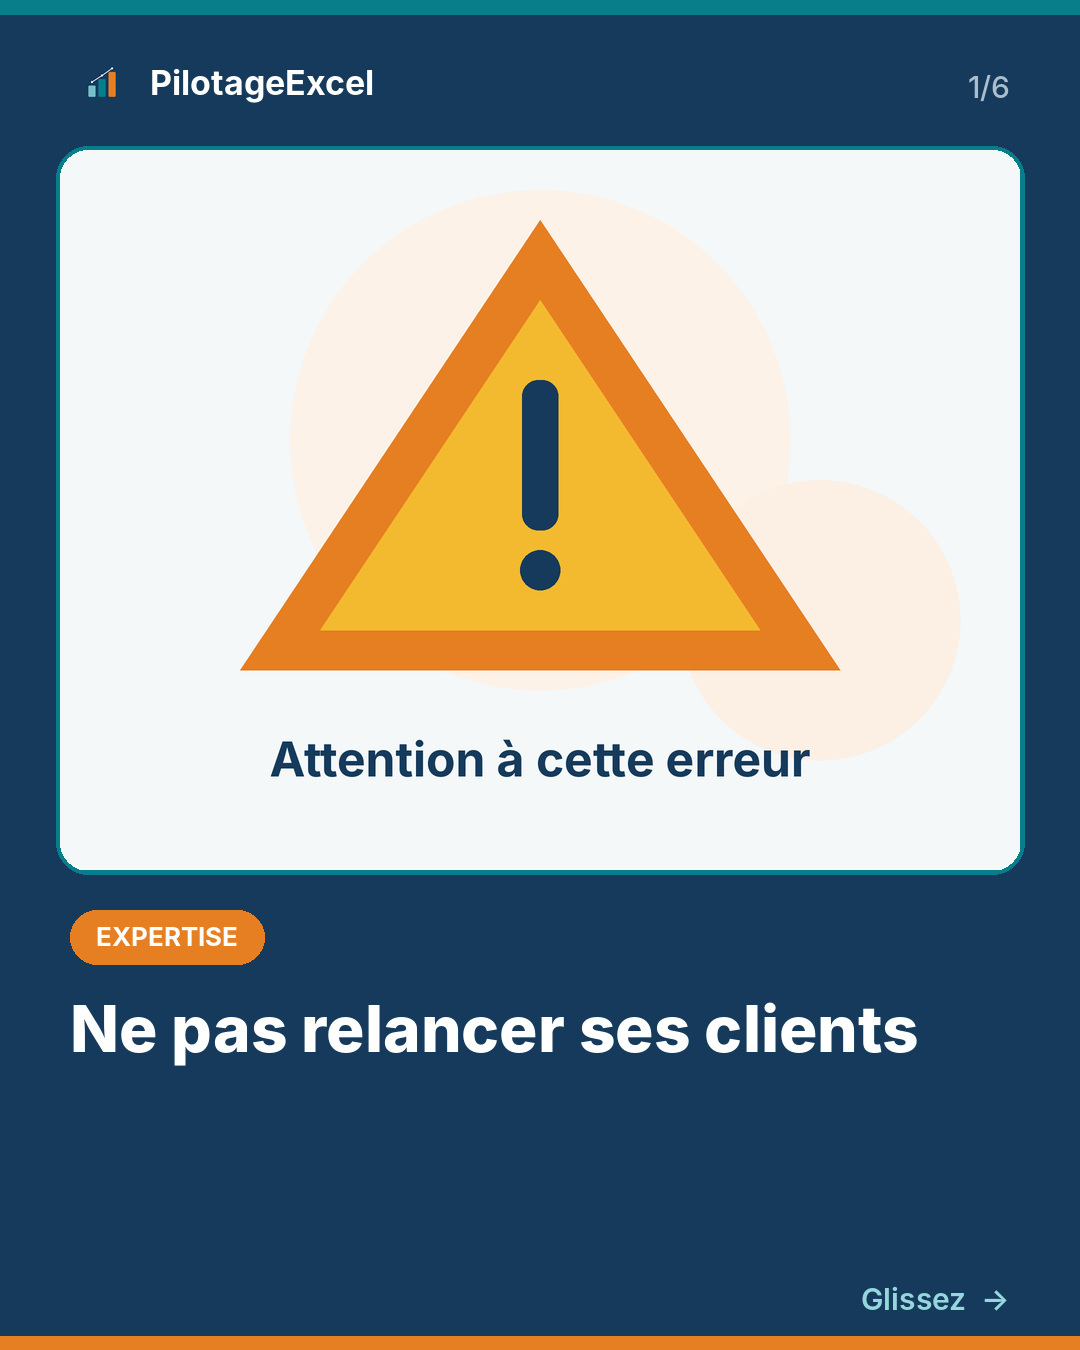 PilotageExcel
1/6
!
Attention à cette erreur
EXPERTISE
Ne pas relancer ses clients
Glissez →